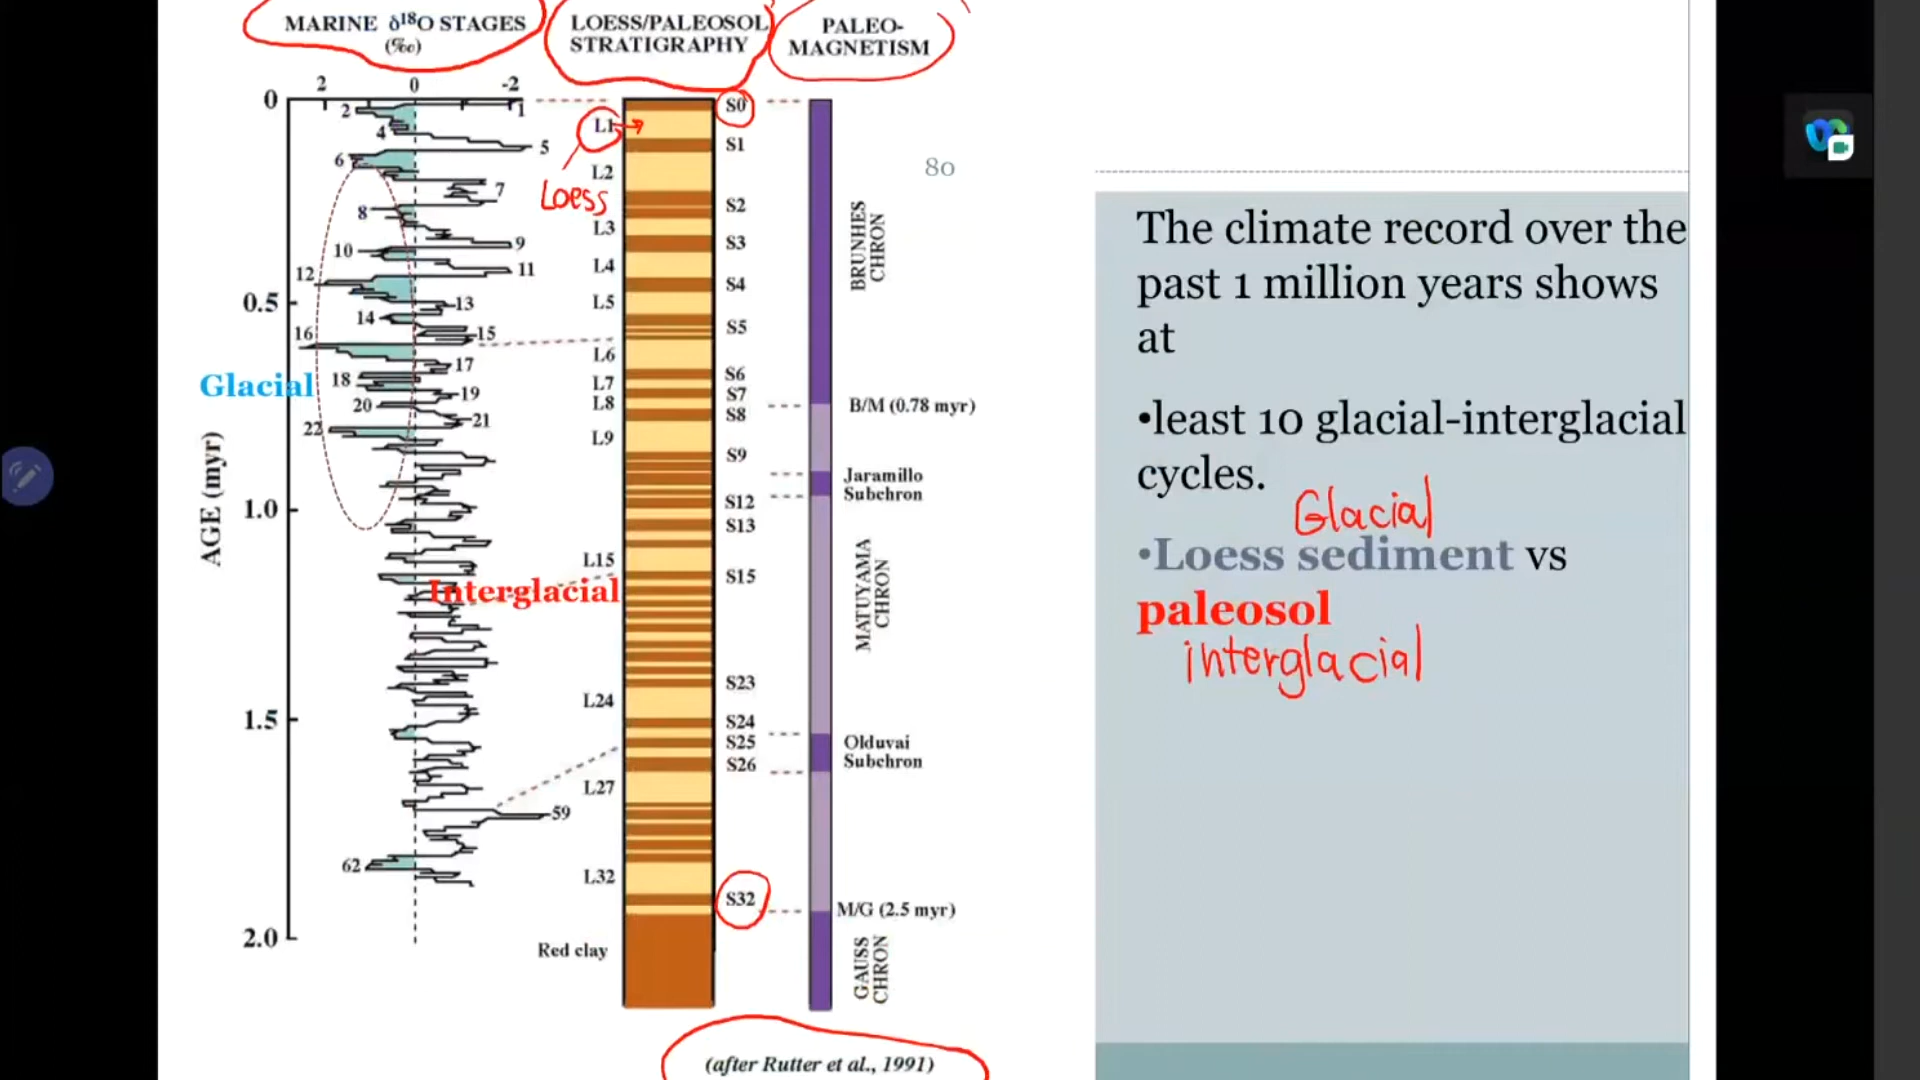 MARINE δ18O STAGES
(‰)
LOESS/PALEOSOL
STRATIGRAPHY
PALEO-
MAGNETISM
2 0 -2
0
0.5
1.0
1.5
2.0
AGE (myr)
1
2
4
5
6
7
8
9
10
11
12
13
14
15
16
17
18
19
20
21
22
59
62
Glacial
Interglacial
L1
Loess
L2
L3
L4
L5
L6
L7
L8
L9
L15
L24
L27
L32
Red clay
S0
S1
S2
S3
S4
S5
S6
S7
S8
S9
S12
S13
S15
S23
S24
S25
S26
S32
BRUNHES
CHRON
B/M (0.78 myr)
Jaramillo
Subchron
MATUYAMA
CHRON
Olduvai
Subchron
M/G (2.5 myr)
GAUSS
CHRON
(after Rutter et al., 1991)
80
The climate record over the
past 1 million years shows
at
•least 10 glacial-interglacial
cycles.
Glacial
•Loess sediment vs
paleosol
interglacial